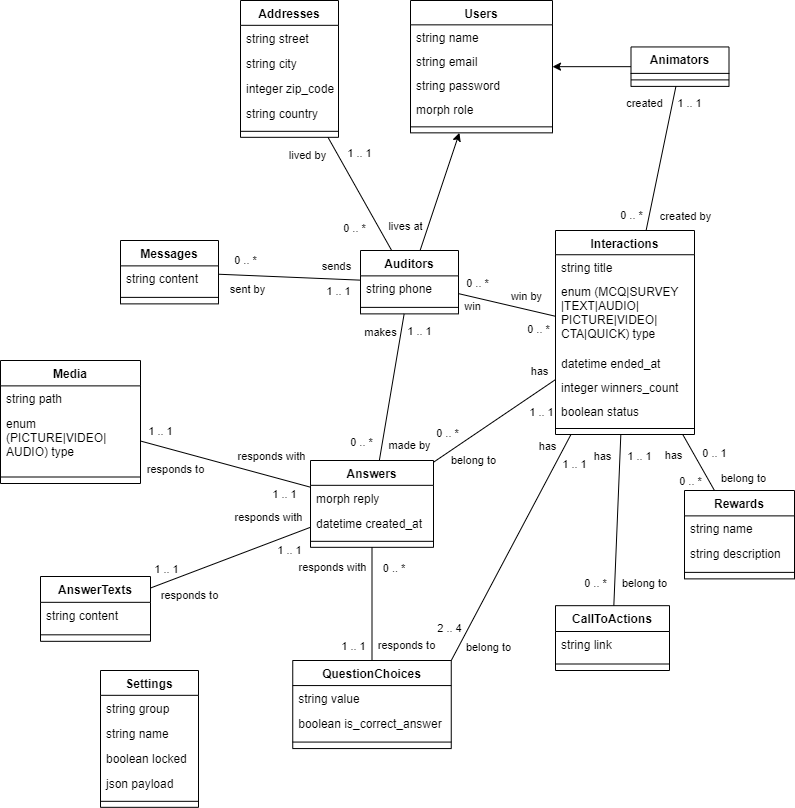 Addresses
string street
string city
integer zip_code
string country
Users
string name
string email
string password
morph role
Animators
created
1 .. 1
lived by
1 .. 1
0 .. *
lives at
0 .. *
created by
Messages
string content
0 .. *
sent by
sends
1 .. 1
Auditors
string phone
0 .. *
win
win by
0 .. *
Interactions
string title
enum (MCQ|SURVEY
|TEXT|AUDIO|
PICTURE|VIDEO|
CTA|QUICK) type
datetime ended_at
integer winners_count
boolean status
makes
1 .. 1
has
1 .. 1
Media
string path
enum
(PICTURE|VIDEO|
AUDIO) type
1 .. 1
responds to
responds with
1 .. 1
0 .. *
made by
0 .. *
belong to
Answers
morph reply
datetime created_at
has
1 .. 1
has
1 .. 1
has
0 .. 1
0 .. *
belong to
Rewards
string name
string description
responds with
1 .. 1
1 .. 1
responds to
AnswerTexts
string content
responds with
0 .. *
1 .. 1
responds to
2 .. 4
belong to
0 .. *
belong to
CallToActions
string link
QuestionChoices
string value
boolean is_correct_answer
Settings
string group
string name
boolean locked
json payload